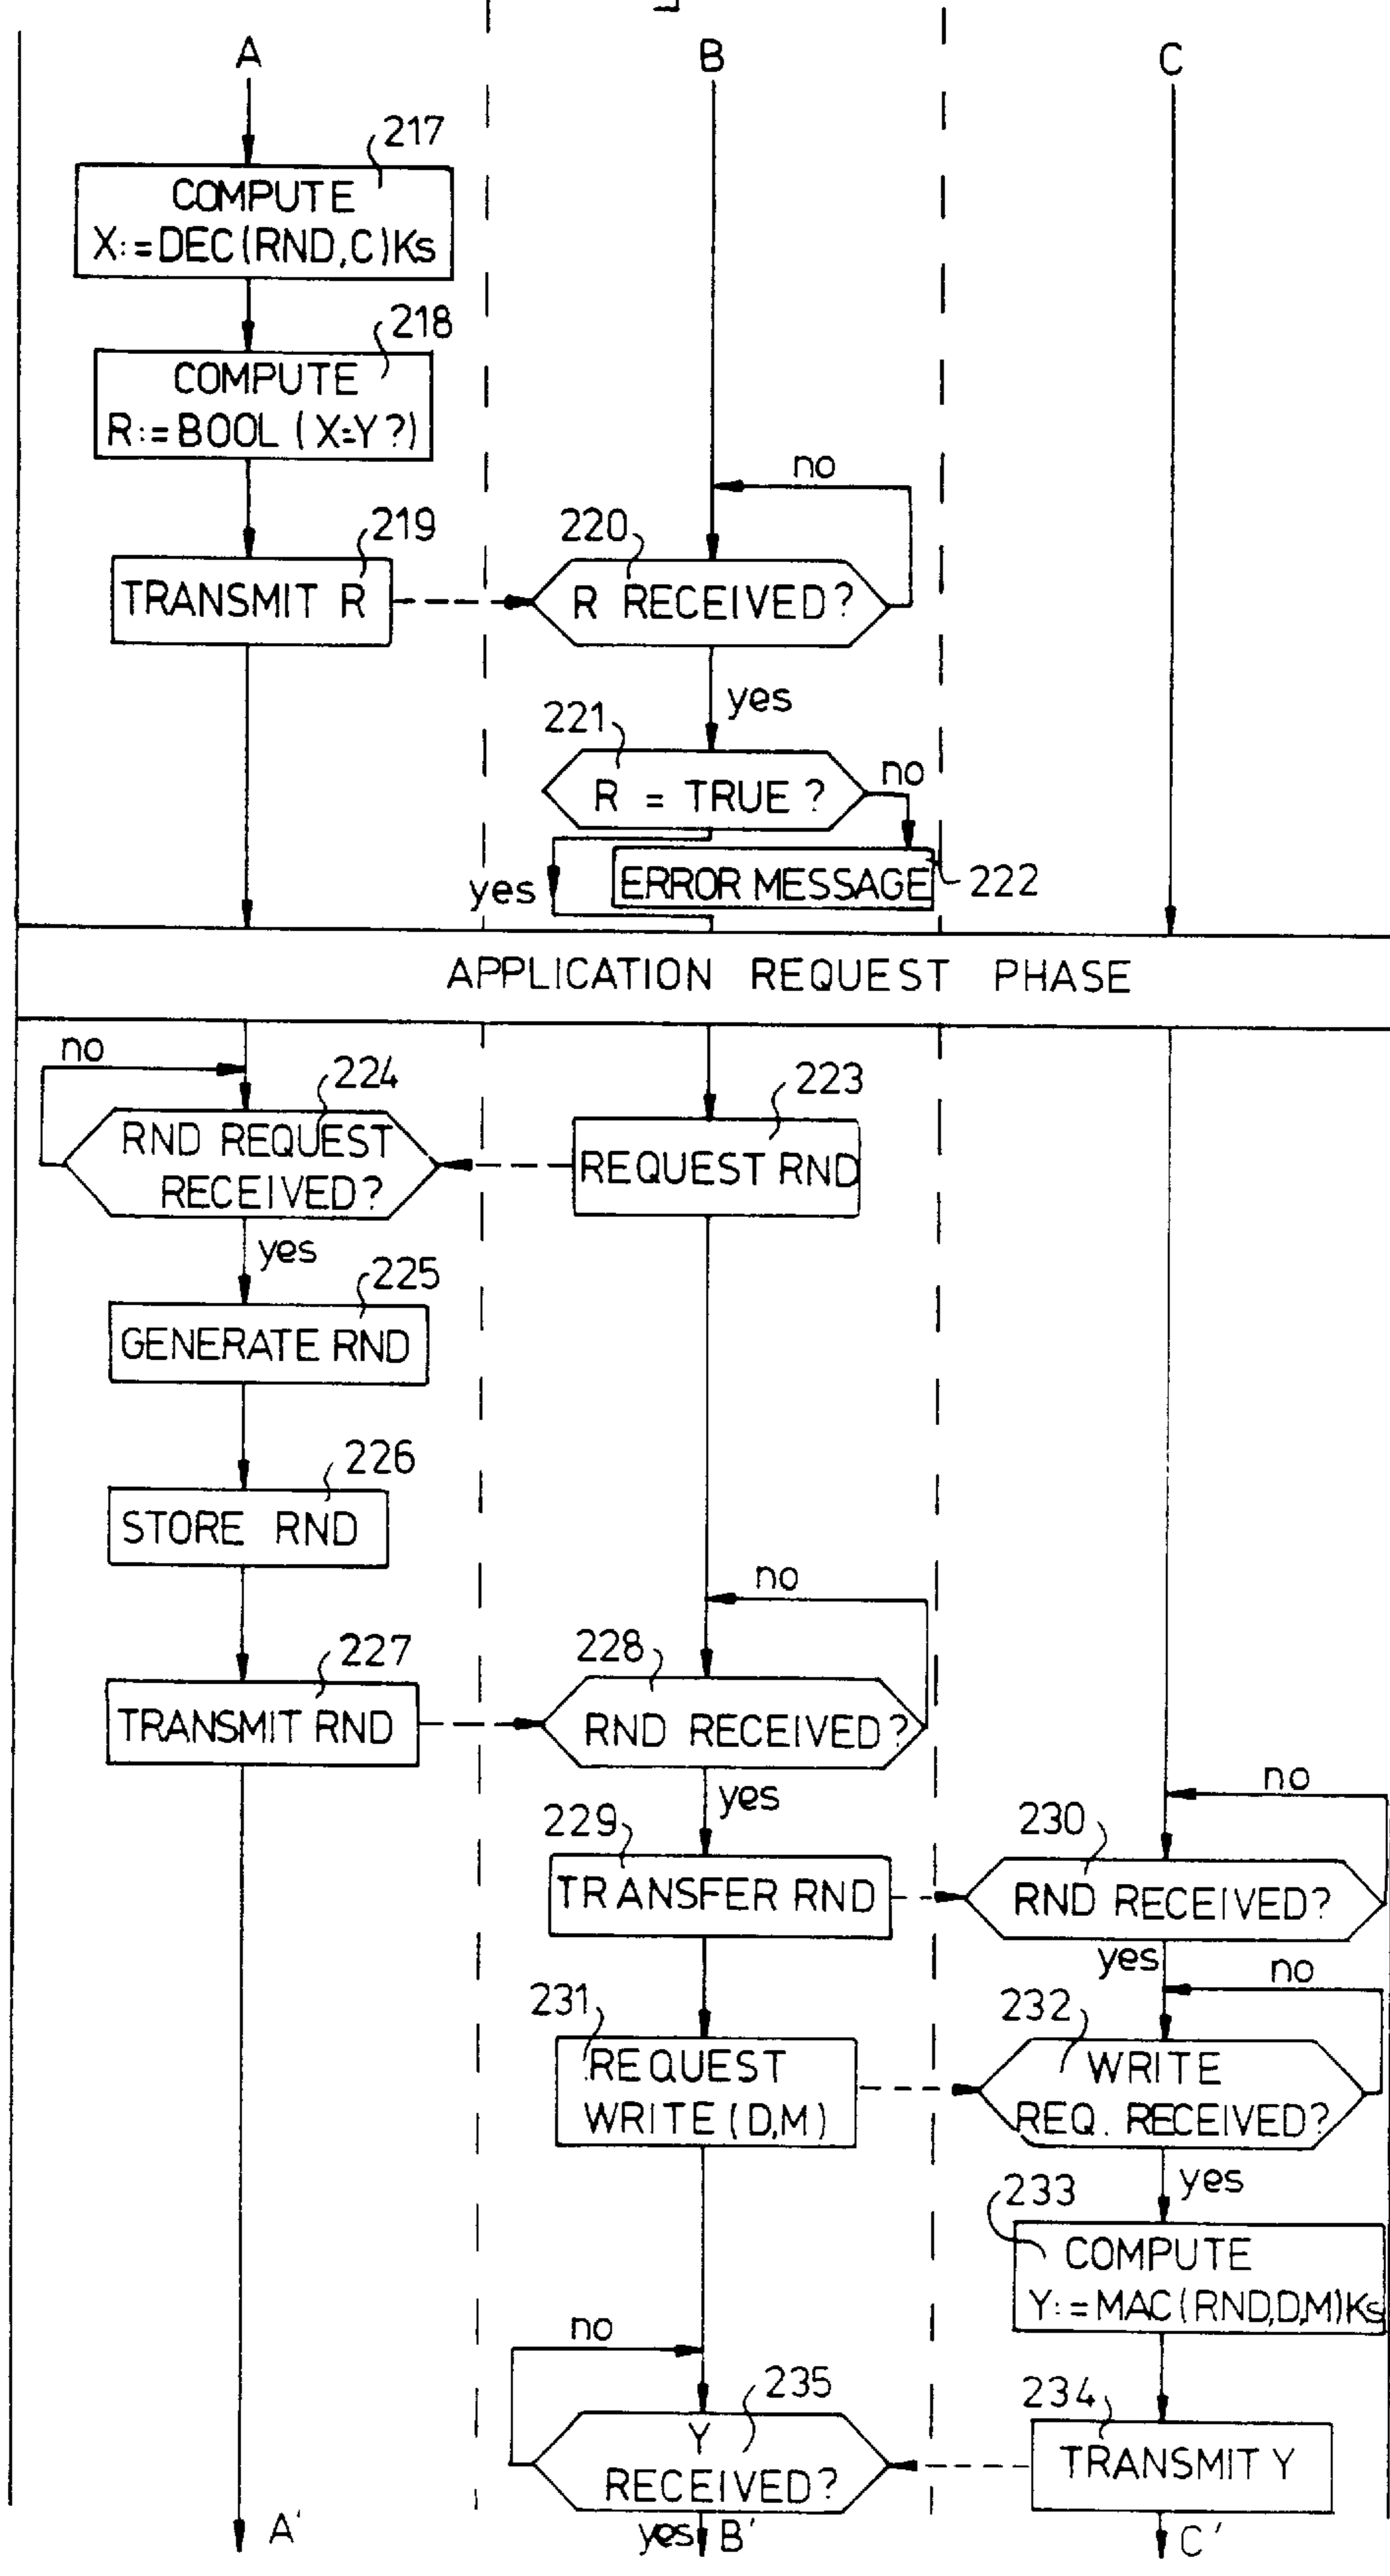 A
B
C
217
COMPUTE
X:=DEC(RND,C)Ks
218
COMPUTE
R:=BOOL (X=Y?)
no
219
220
TRANSMIT R
R RECEIVED?
yes
221
no
R = TRUE ?
yes
ERROR MESSAGE
222
APPLICATION REQUEST PHASE
no
224
223
RND REQUEST
RECEIVED?
REQUEST RND
yes
225
GENERATE RND
226
STORE RND
no
227
228
TRANSMIT RND
RND RECEIVED?
yes
no
229
230
TRANSFER RND
RND RECEIVED?
yes
no
231
232
REQUEST
WRITE (D,M)
WRITE
REQ. RECEIVED?
yes
233
COMPUTE
Y:=MAC(RND,D,M)Ks
no
235
234
Y
RECEIVED?
TRANSMIT Y
A'
yes
B'
C'